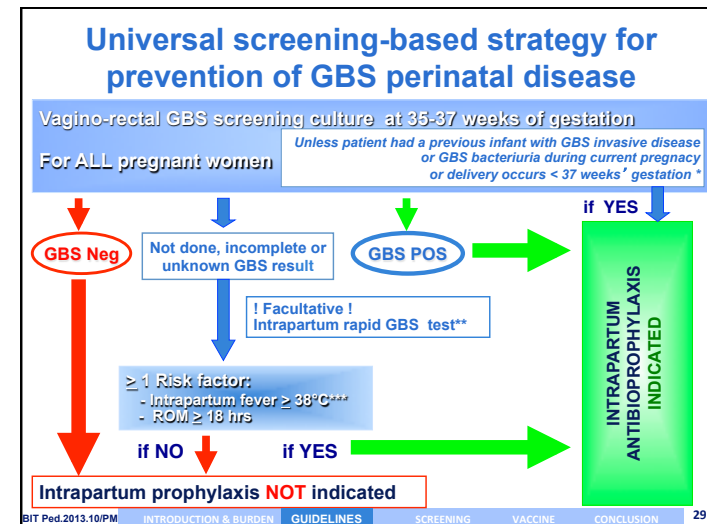 Universal screening-based strategy for
prevention of GBS perinatal disease
Vagino-rectal GBS screening culture at 35-37 weeks of gestation
For ALL pregnant women
Unless patient had a previous infant with GBS invasive disease
or GBS bacteriuria during current pregnacy
or delivery occurs < 37 weeks' gestation *
if YES
GBS Neg
Not done, incomplete or
unknown GBS result
GBS POS
! Facultative !
Intrapartum rapid GBS test**
INTRAPARTUM
ANTIBIOPROPHYLAXIS
INDICATED
≥ 1 Risk factor:
- Intrapartum fever ≥ 38°C***
- ROM ≥ 18 hrs
if NO
if YES
Intrapartum prophylaxis NOT indicated
BIT Ped.2013.10/PM
INTRODUCTION & BURDEN
GUIDELINES
SCREENING
VACCINE
CONCLUSION
29